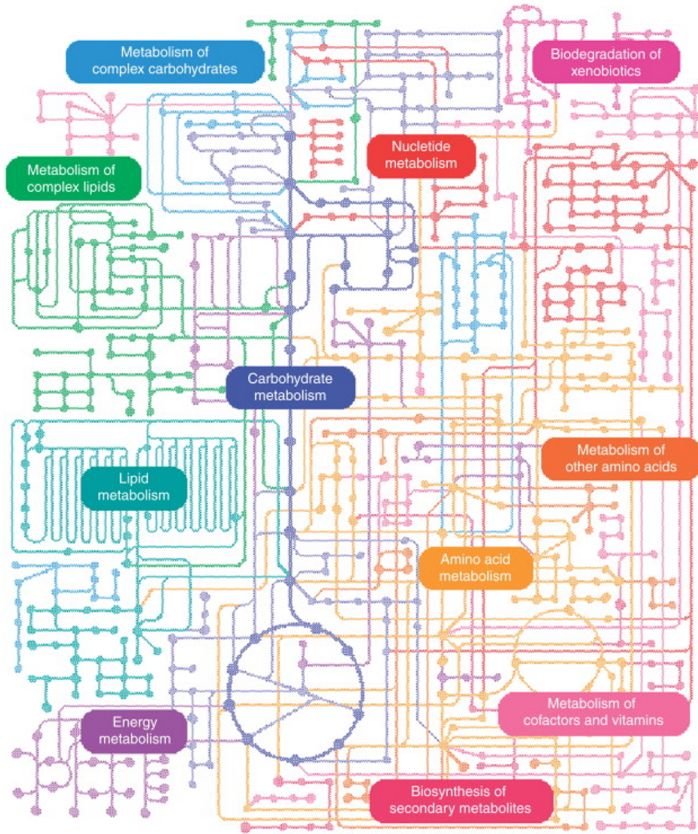 Metabolism of
complex carbohydrates
Biodegradation of
xenobiotics
Nucletide
metabolism
Metabolism of
complex lipids
Carbohydrate
metabolism
Metabolism of
other amino acids
Lipid
metabolism
Amino acid
metabolism
Metabolism of
cofactors and vitamins
Energy
metabolism
Biosynthesis of
secondary metabolites